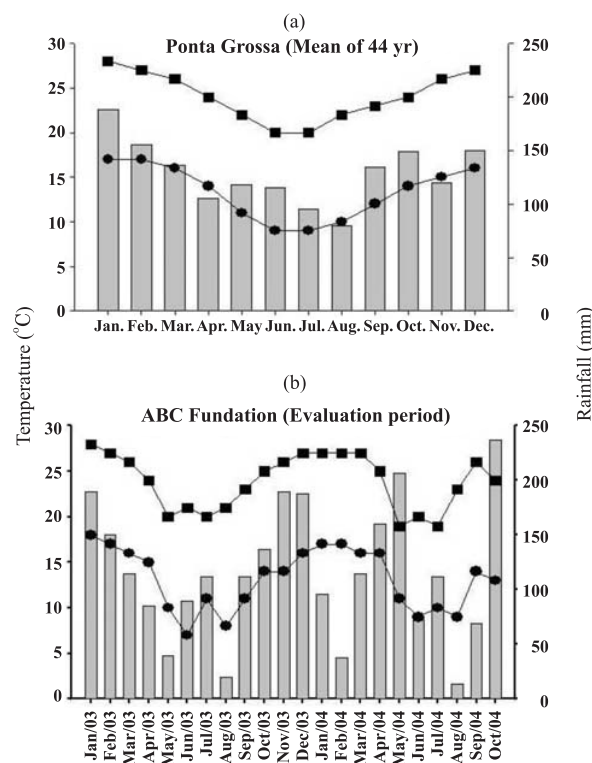 (a)
Ponta Grossa (Mean of 44 yr)
30
25
20
15
10
5
0
250
200
150
100
50
0
Jan. Feb. Mar. Apr. May Jun. Jul. Aug. Sep. Oct. Nov. Dec.
Temperature (°C)
Rainfall (mm)
(b)
ABC Fundation (Evaluation period)
30
25
20
15
10
5
0
250
200
150
100
50
0
Jan/03
Feb/03
Mar/03
Apr/03
May/03
Jun/03
Jul/03
Aug/03
Sep/03
Oct/03
Nov/03
Dec/03
Jan/04
Feb/04
Mar/04
Apr/04
May/04
Jun/04
Jul/04
Aug/04
Sep/04
Oct/04